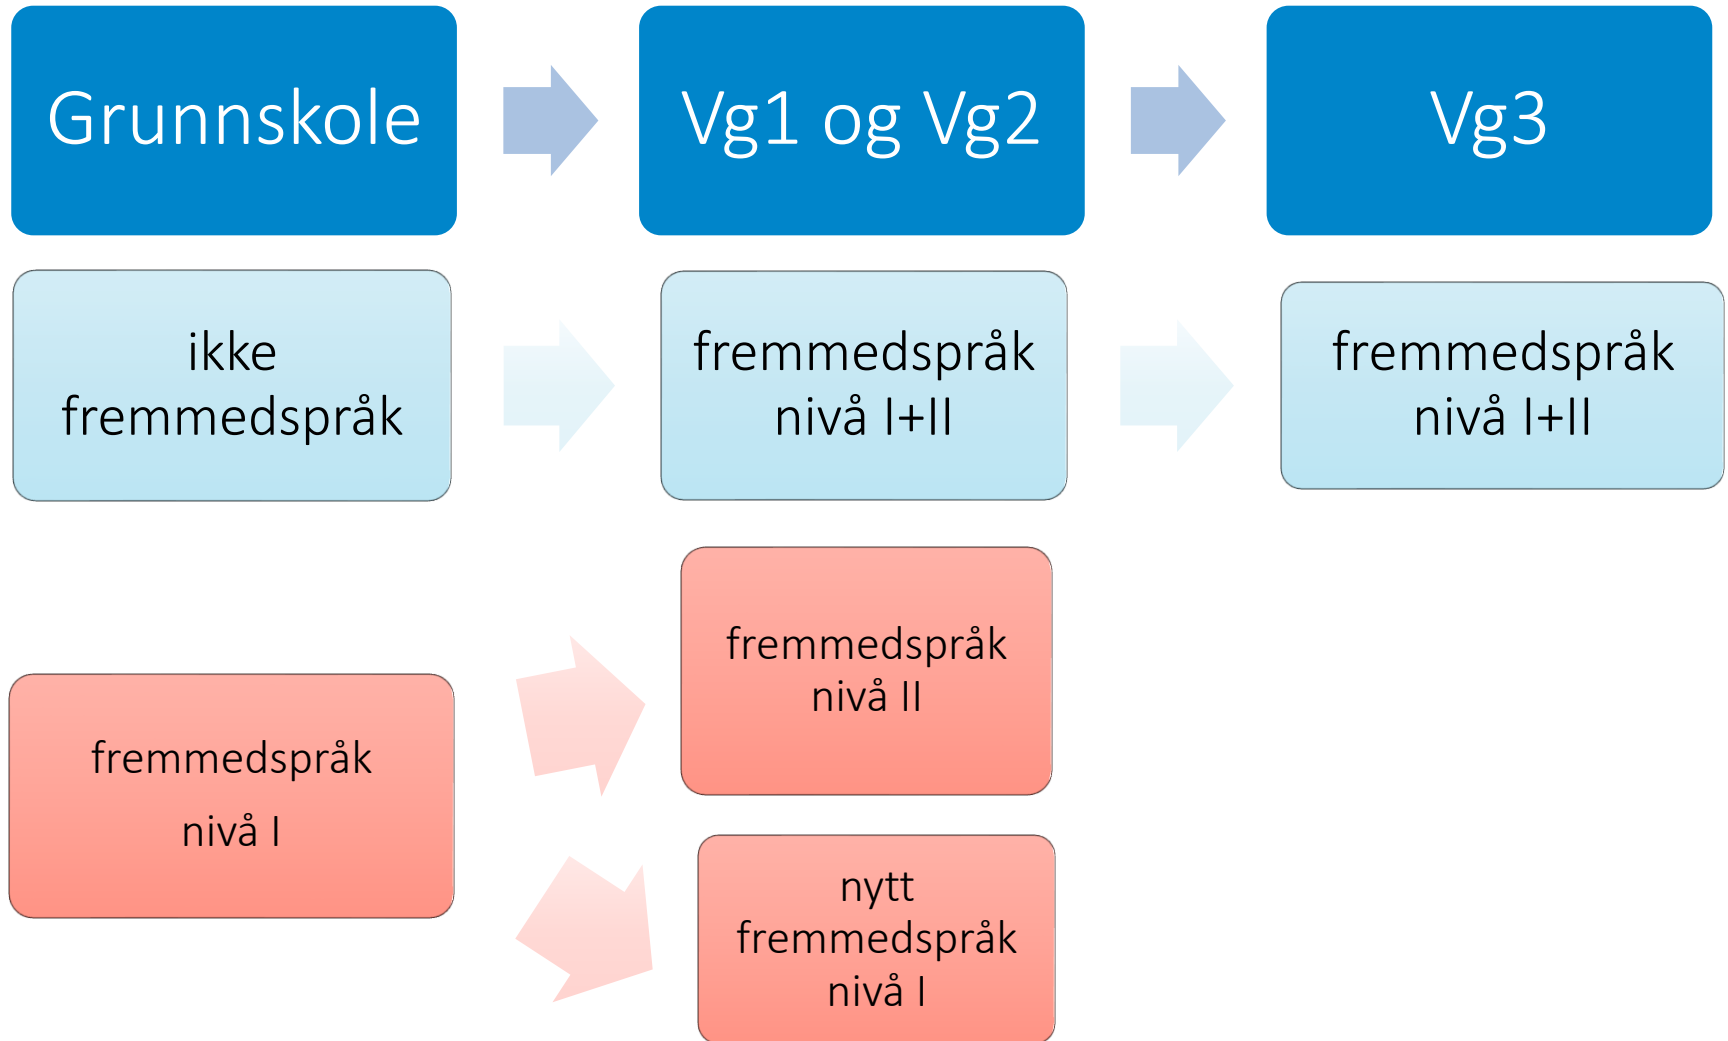 Grunnskole
Vg1 og Vg2
Vg3
ikke
fremmedspråk
fremmedspråk
nivå I+II
fremmedspråk
nivå I+II
fremmedspråk
nivå I
fremmedspråk
nivå II
nytt
fremmedspråk
nivå I